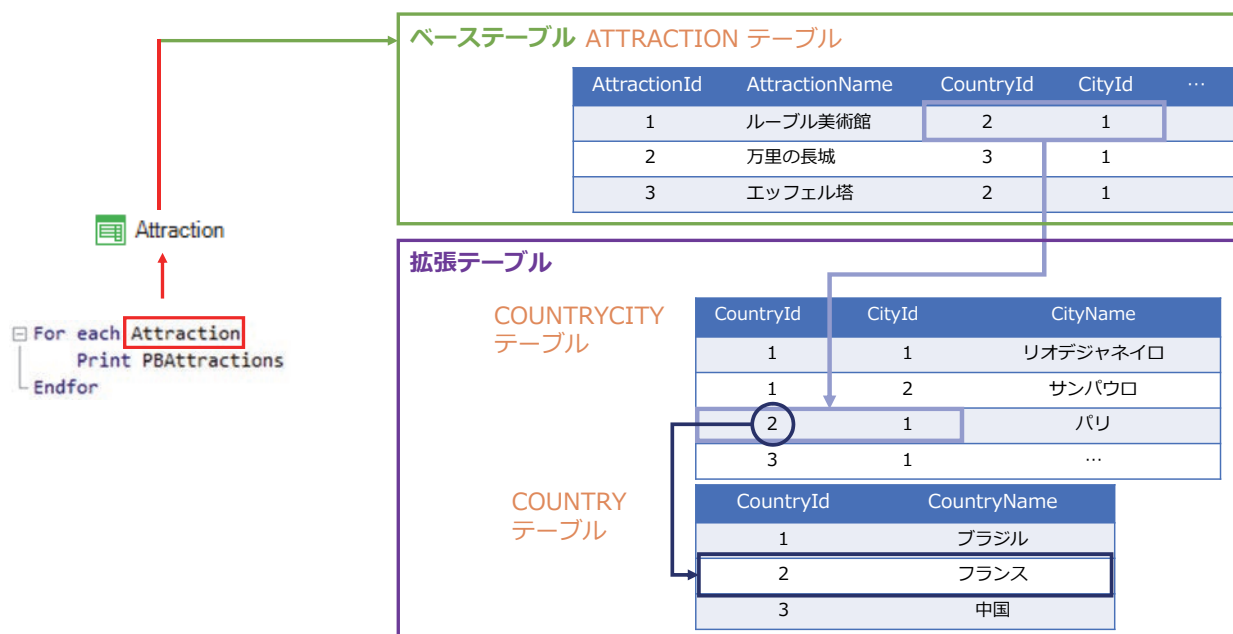 ベーステーブル ATTRACTION テーブル
AttractionId AttractionName CountryId CityId …
1 ルーブル美術館 2 1
2 万里の長城 3 1
3 エッフェル塔 2 1
Attraction
For each Attraction
Print PBAttractions
Endfor
拡張テーブル
COUNTRYCITY
テーブル
CountryId CityId CityName
1 1 リオデジャネイロ
1 2 サンパウロ
2 1 パリ
3 1 …
COUNTRY
テーブル
CountryId CountryName
1 ブラジル
2 フランス
3 中国